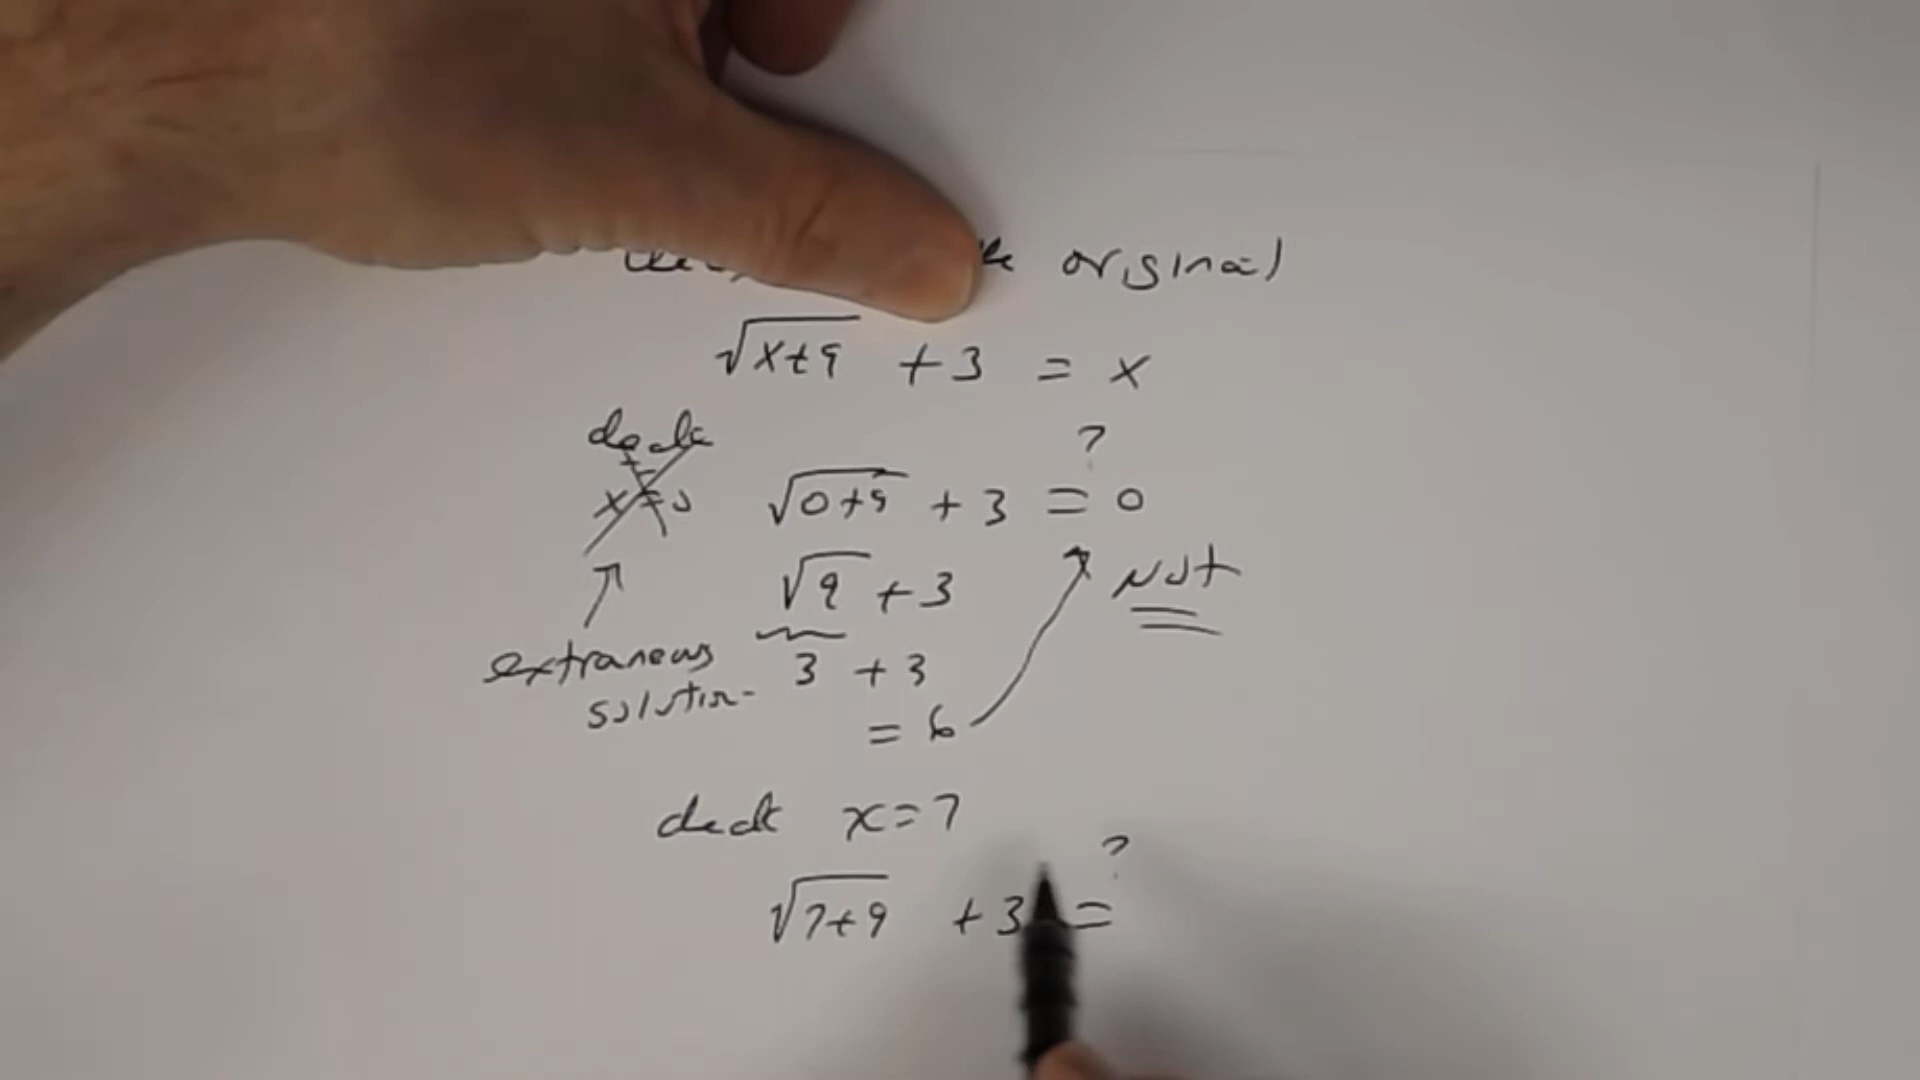 original
√x+9 + 3 = x
check ?
x=0 √0+9 + 3 = 0
√9 + 3 Not
extraneous 3 + 3
solution
= 6
check x=7
?
√7+9 + 3 =